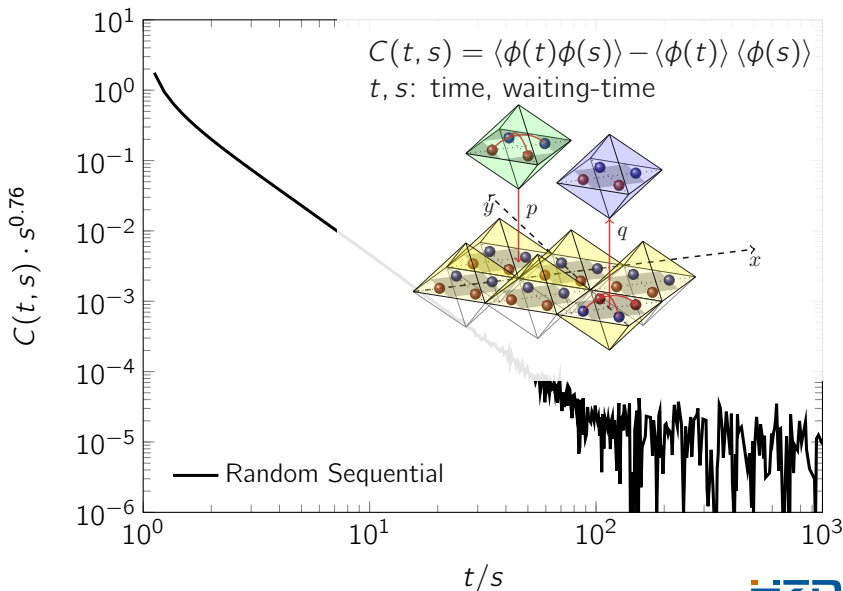 C(t, s) = ⟨ϕ(t)ϕ(s)⟩ − ⟨ϕ(t)⟩ ⟨ϕ(s)⟩
t, s: time, waiting-time
10^1
10^0
10^−1
10^−2
10^−3
10^−4
10^−5
10^−6
C(t, s) · s^0.76
p
y
q
x
Random Sequential
10^0 10^1 10^2 10^3
t/s